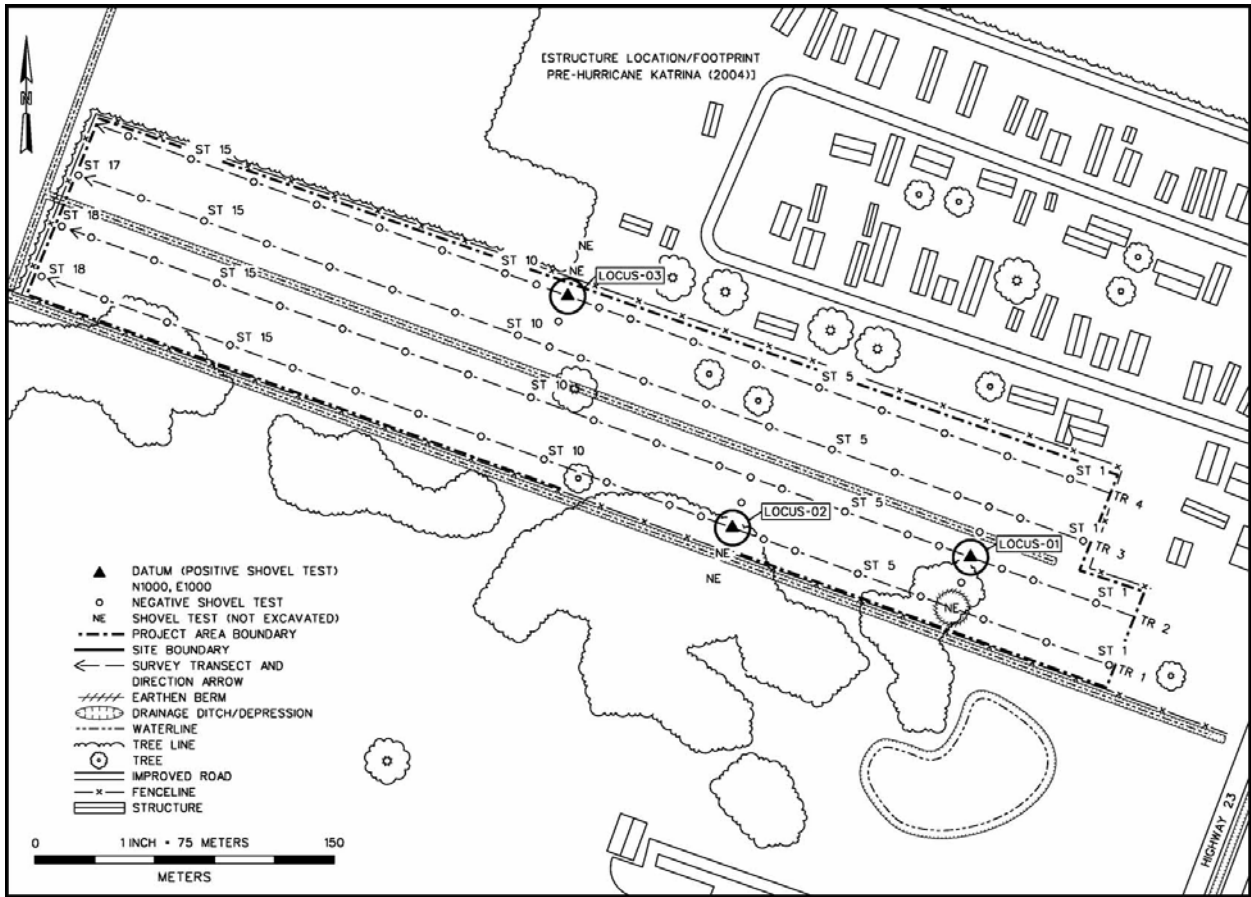 [STRUCTURE LOCATION/FOOTPRINT
PRE-HURRICANE KATRINA (2004)]
N
ST 15
ST 17
ST 15
ST 18
ST 15
ST 18
ST 15
ST 10
NE
NE
LOCUS-03
ST 10
ST 10
ST 10
ST 5
ST 5
ST 5
ST 5
ST 1
TR 4
ST 1
TR 3
ST 1
TR 2
ST 1
TR 1
LOCUS-02
NE
NE
LOCUS-01
NE
DATUM (POSITIVE SHOVEL TEST)
N1000, E1000
NEGATIVE SHOVEL TEST
NE SHOVEL TEST (NOT EXCAVATED)
PROJECT AREA BOUNDARY
SITE BOUNDARY
SURVEY TRANSECT AND
DIRECTION ARROW
EARTHEN BERM
DRAINAGE DITCH/DEPRESSION
WATERLINE
TREE LINE
TREE
IMPROVED ROAD
FENCELINE
STRUCTURE
0 1 INCH = 75 METERS 150
METERS
HIGHWAY 23